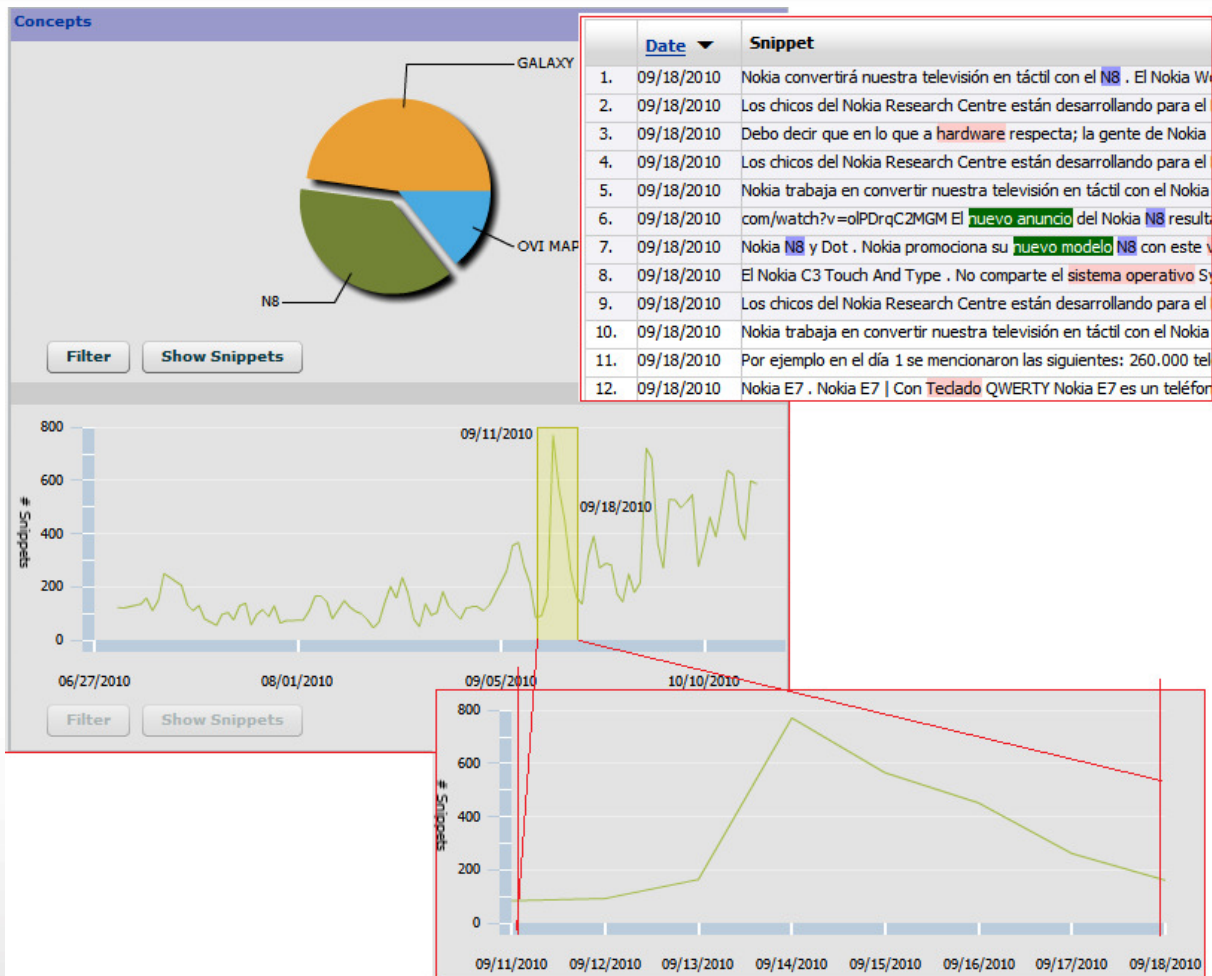 Concepts
GALAXY
OVI MAP
N8
Filter Show Snippets
Date Snippet
1. 09/18/2010 Nokia convertirá nuestra televisión en táctil con el N8 . El Nokia
2. 09/18/2010 Los chicos del Nokia Research Centre están desarrollando para el
3. 09/18/2010 Debo decir que en lo que a hardware respecta; la gente de Nokia
4. 09/18/2010 Los chicos del Nokia Research Centre están desarrollando para el
5. 09/18/2010 Nokia trabaja en convertir nuestra televisión en táctil con el Nokia
6. 09/18/2010 com/watch?v=olPDrqC2MGM El nuevo anuncio del Nokia N8
7. 09/18/2010 Nokia N8 y Dot . Nokia promociona su nuevo modelo N8 con este
8. 09/18/2010 El Nokia C3 Touch And Type . No comparte el sistema operativo
9. 09/18/2010 Los chicos del Nokia Research Centre están desarrollando para el
10. 09/18/2010 Nokia trabaja en convertir nuestra televisión en táctil con el Nokia
11. 09/18/2010 Por ejemplo en el día 1 se mencionaron las siguientes: 260.000
12. 09/18/2010 Nokia E7 . Nokia E7 | Con Teclado QWERTY Nokia E7 es un
# Snippets
800
600
400
200
0
09/11/2010
09/18/2010
06/27/2010 08/01/2010 09/05/2010 10/10/2010
Filter Show Snippets
# Snippets
800
600
400
200
0
09/11/2010 09/12/2010 09/13/2010 09/14/2010 09/15/2010 09/16/2010 09/17/2010 09/18/2010